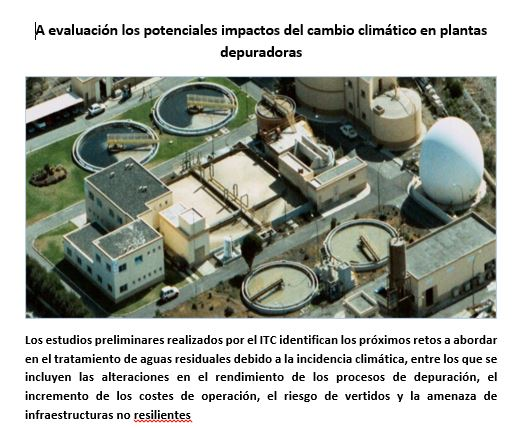 A evaluación los potenciales impactos del cambio climático en plantas
depuradoras
Los estudios preliminares realizados por el ITC identifican los próximos retos a abordar
en el tratamiento de aguas residuales debido a la incidencia climática, entre los que se
incluyen las alteraciones en el rendimiento de los procesos de depuración, el
incremento de los costes de operación, el riesgo de vertidos y la amenaza de
infraestructuras no resilientes